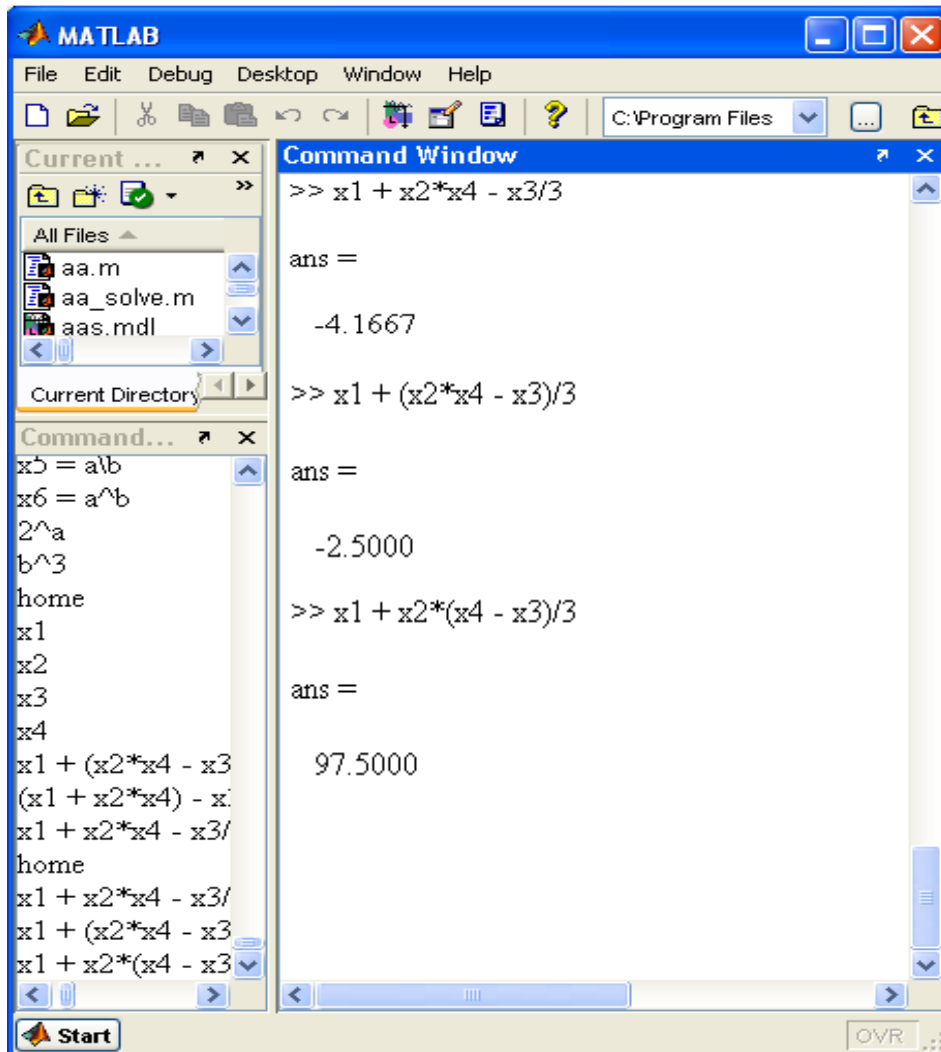 MATLAB
File Edit Debug Desktop Window Help
C:\Program Files
...
Current ...
»
All Files
aa.m
aa_solve.m
aas.mdl
Current Directory
Command...
x5 = a\b
x6 = a^b
2^a
b^3
home
x1
x2
x3
x4
x1 + (x2*x4 - x3
(x1 + x2*x4) - x
x1 + x2*x4 - x3/
home
x1 + x2*x4 - x3/
x1 + (x2*x4 - x3
x1 + x2*(x4 - x3
Command Window
>> x1 + x2*x4 - x3/3
ans =
-4.1667
>> x1 + (x2*x4 - x3)/3
ans =
-2.5000
>> x1 + x2*(x4 - x3)/3
ans =
97.5000
Start
OVR